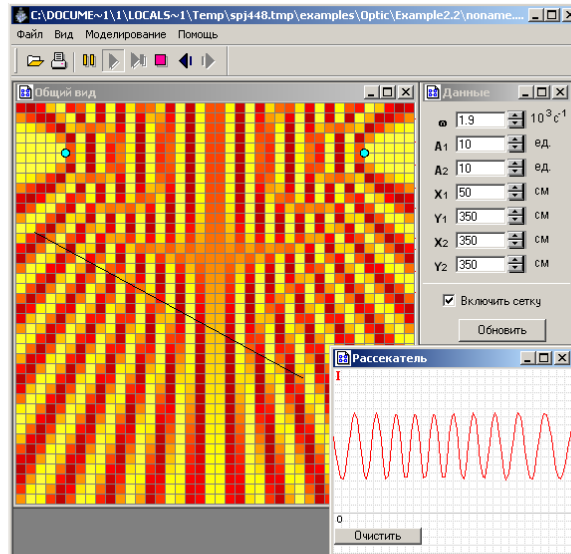 C:\DOCUME~1\1\LOCALS~1\Temp\spj448.tmp\examples\Optic\Example2.2\noname....
Файл Вид Моделирование Помощь
Общий вид
Данные
ω 1.9 10³с⁻¹
A1 10 ед.
A2 10 ед.
X1 50 см
Y1 350 см
X2 350 см
Y2 350 см
Включить сетку
Обновить
Рассекатель
I
0
Очистить